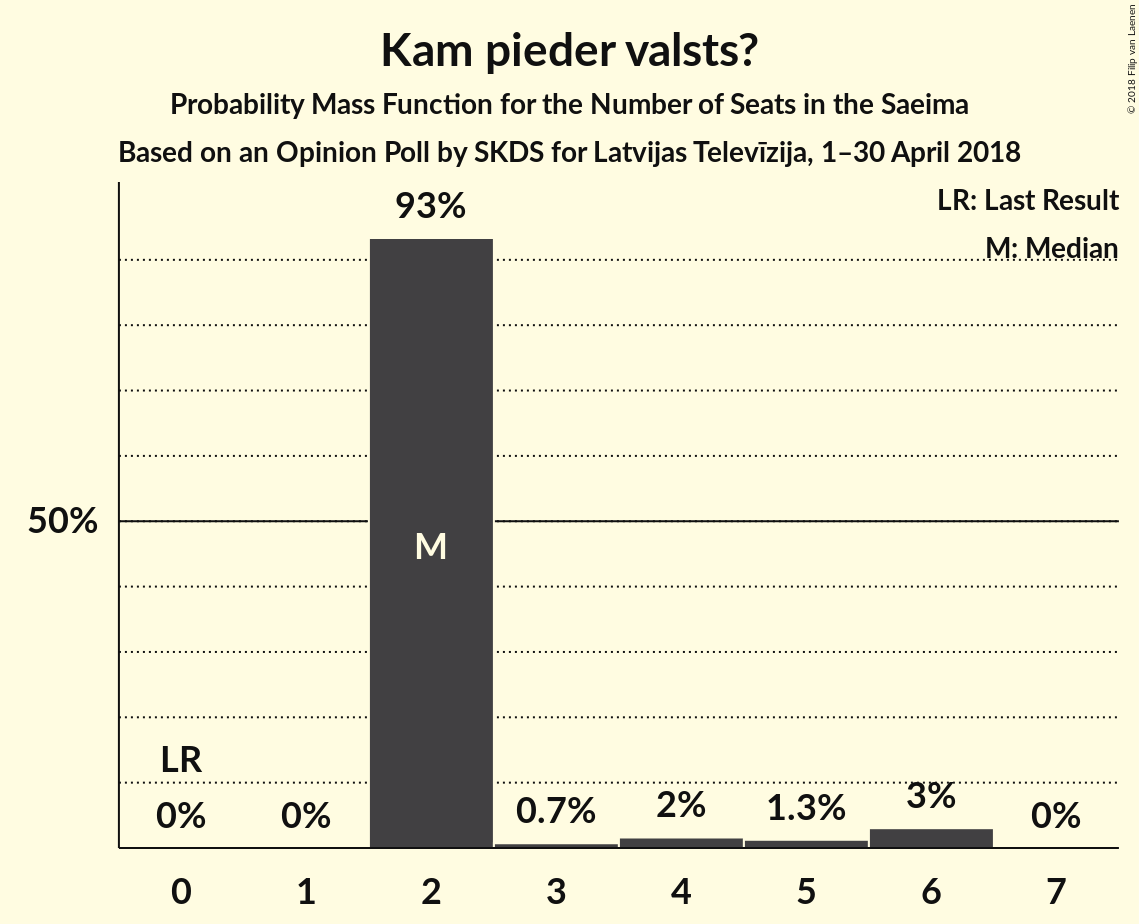 Kam pieder valsts?
Probability Mass Function for the Number of Seats in the Saeima
Based on an Opinion Poll by SKDS for Latvijas Televīzija, 1–30 April 2018
© 2018 Filip van Laenen
LR: Last Result
M: Median
93%
50%
M
LR
0%
0%
0.7%
2%
1.3%
3%
0%
0 1 2 3 4 5 6 7